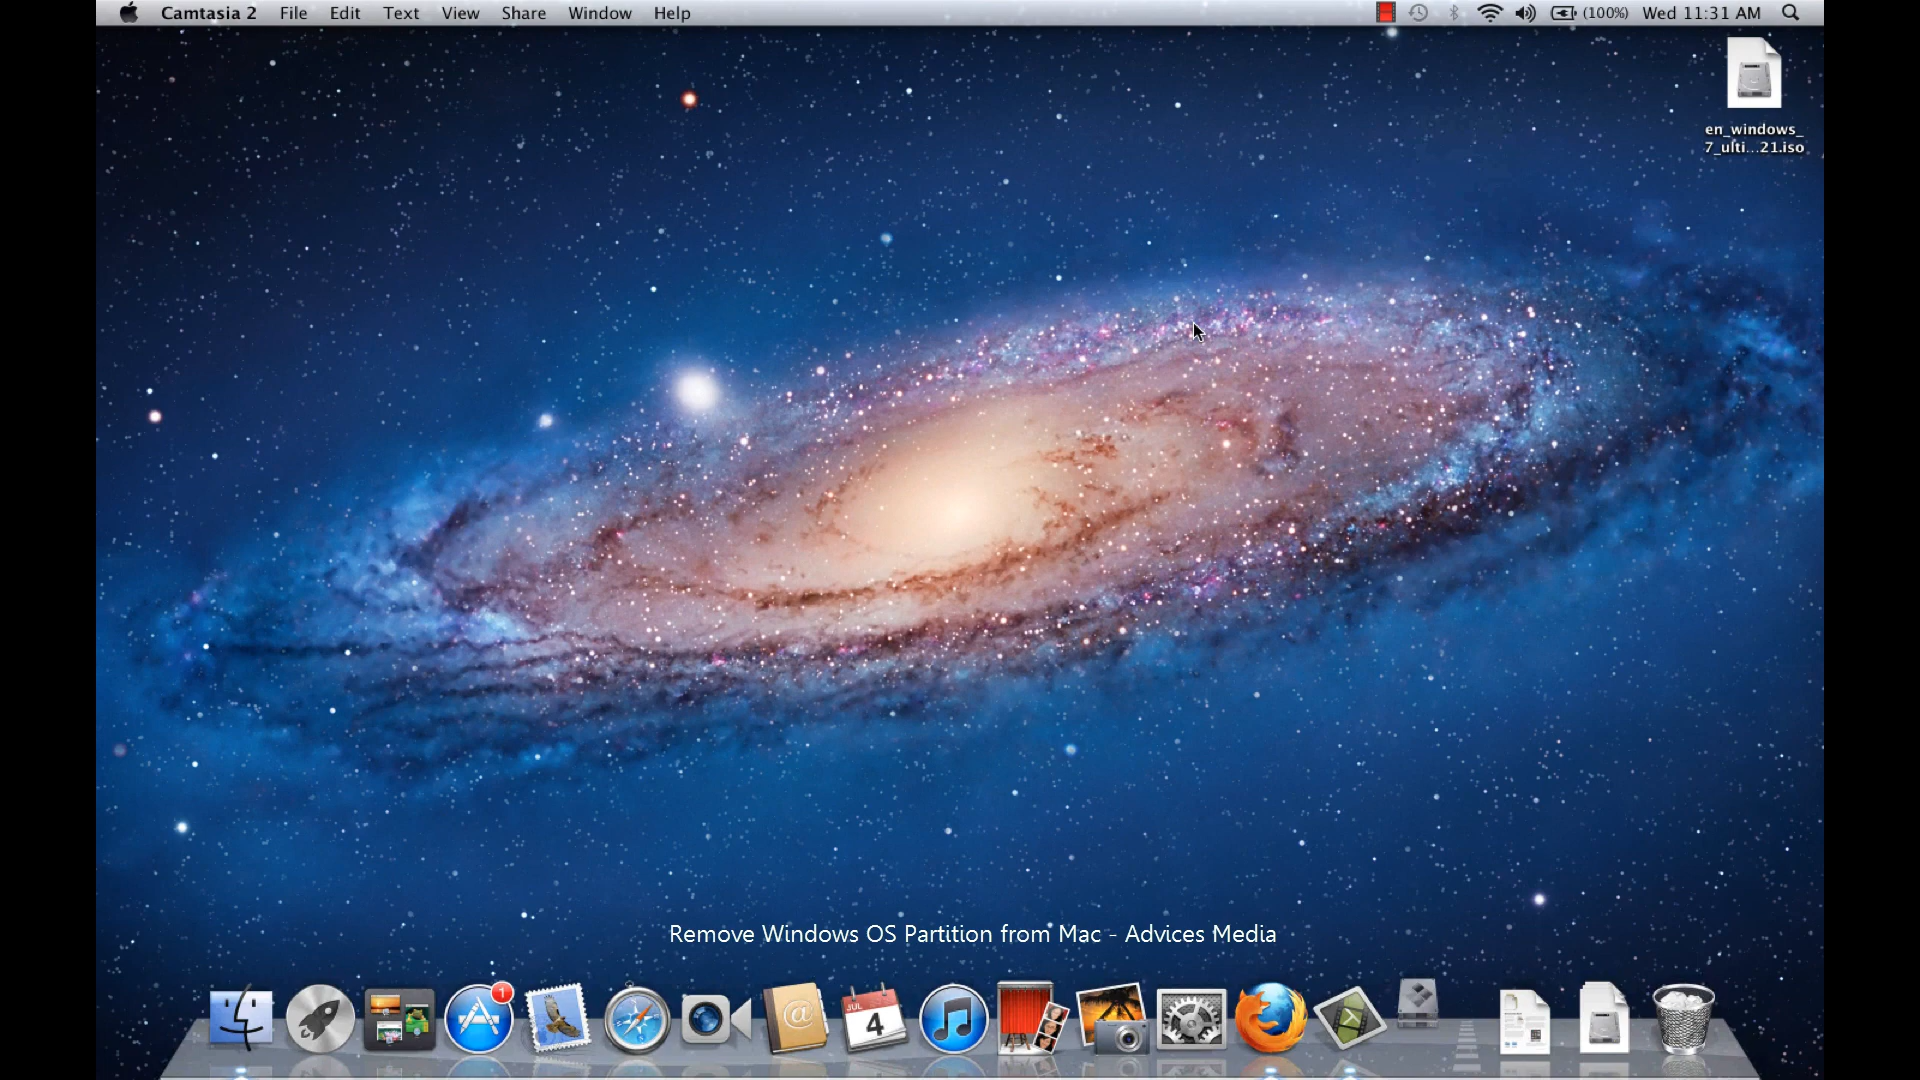 Camtasia 2 File Edit Text View Share Window Help (100%) Wed 11:31 AM
en_windows_
7_ulti...21.iso
Remove Windows OS Partition from Mac - Advices Media
1
@
JUL
4